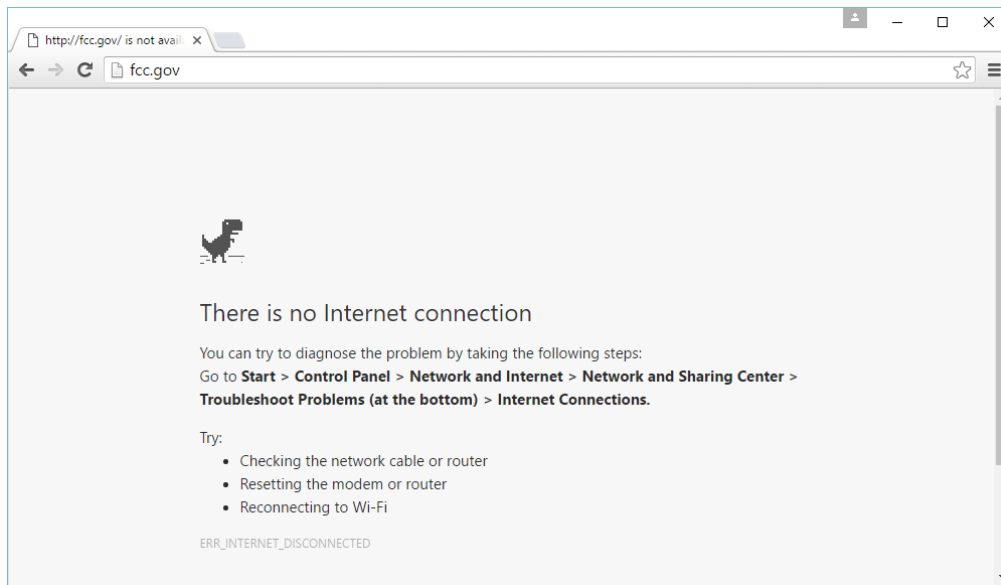 http://fcc.gov/ is not avail
fcc.gov
There is no Internet connection
You can try to diagnose the problem by taking the following steps:
Go to Start > Control Panel > Network and Internet > Network and Sharing Center >
Troubleshoot Problems (at the bottom) > Internet Connections.
Try:
• Checking the network cable or router
• Resetting the modem or router
• Reconnecting to Wi-Fi
ERR_INTERNET_DISCONNECTED